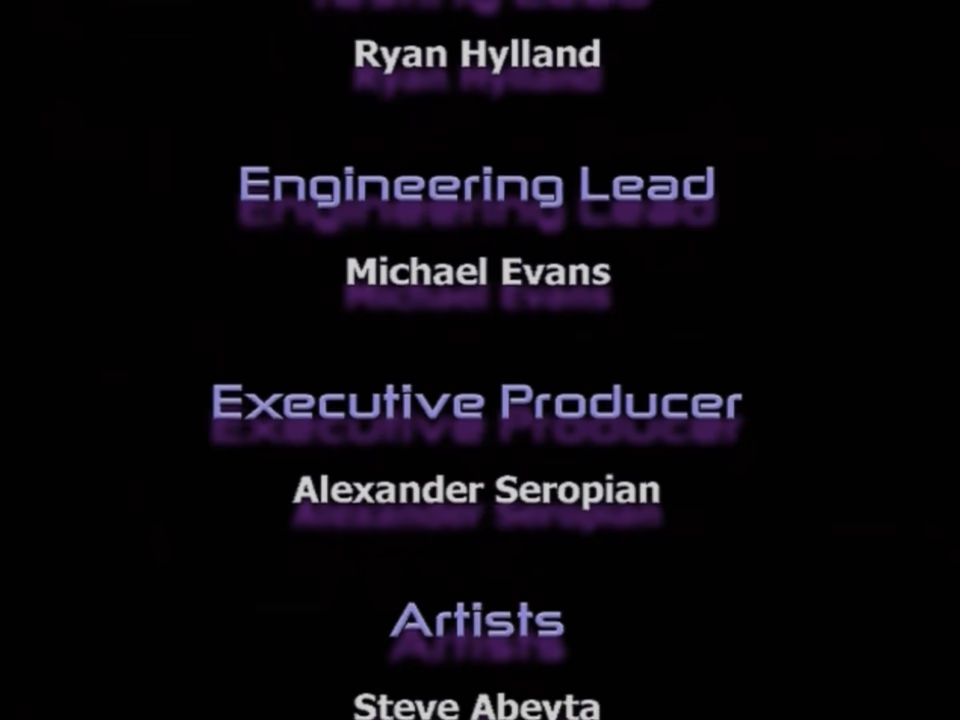 Ryan Hylland
Engineering Lead
Michael Evans
Executive Producer
Alexander Seropian
Artists
Steve Abeyta